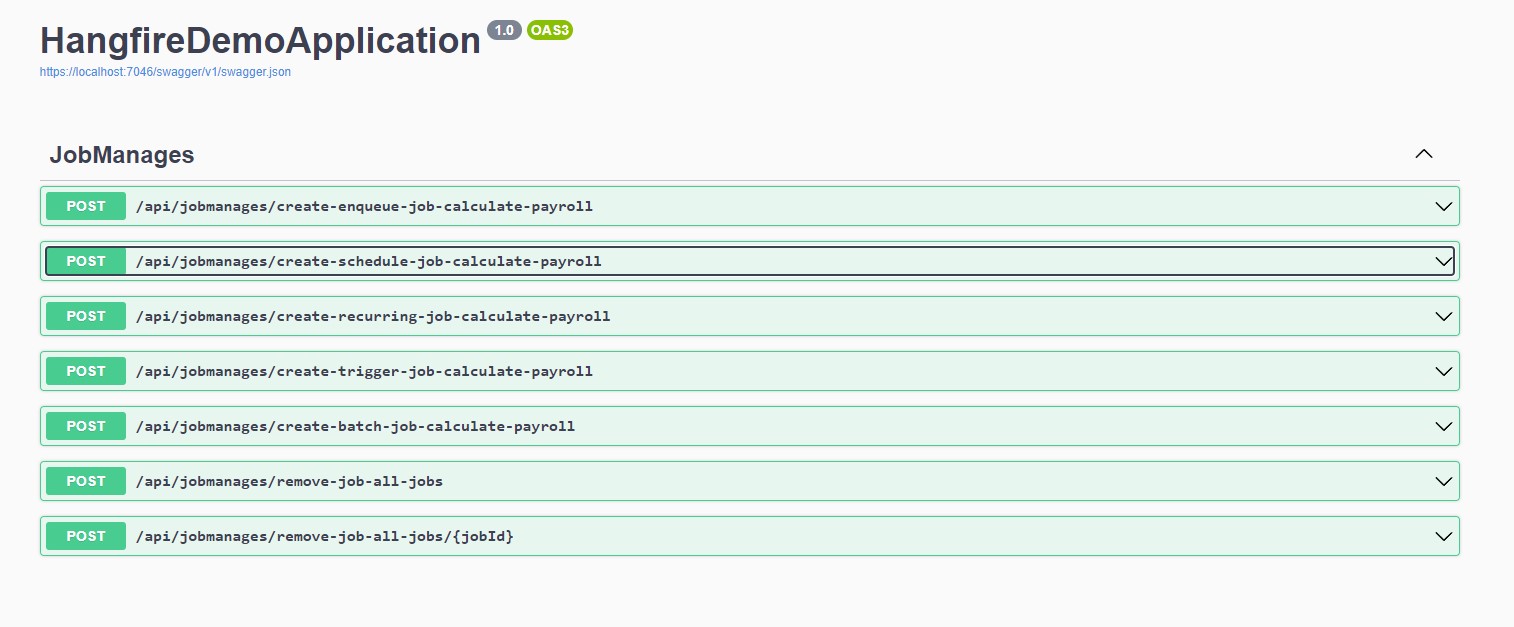 HangfireDemoApplication 1.0 OAS3
https://localhost:7046/swagger/v1/swagger.json
JobManages
POST /api/jobmanages/create-enqueue-job-calculate-payroll
POST /api/jobmanages/create-schedule-job-calculate-payroll
POST /api/jobmanages/create-recurring-job-calculate-payroll
POST /api/jobmanages/create-trigger-job-calculate-payroll
POST /api/jobmanages/create-batch-job-calculate-payroll
POST /api/jobmanages/remove-job-all-jobs
POST /api/jobmanages/remove-job-all-jobs/{jobId}